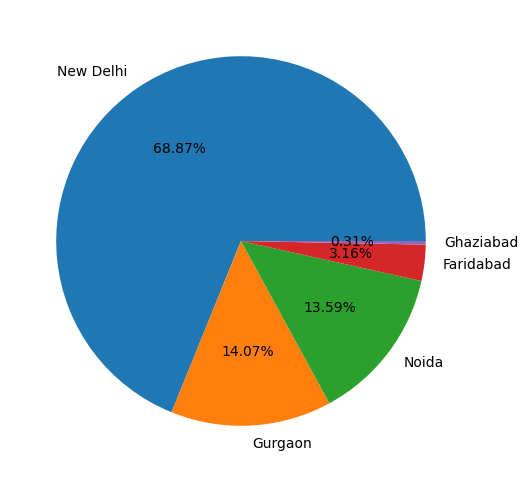 New Delhi
68.87%
0.31%
Ghaziabad
3.16%
Faridabad
13.59%
Noida
14.07%
Gurgaon